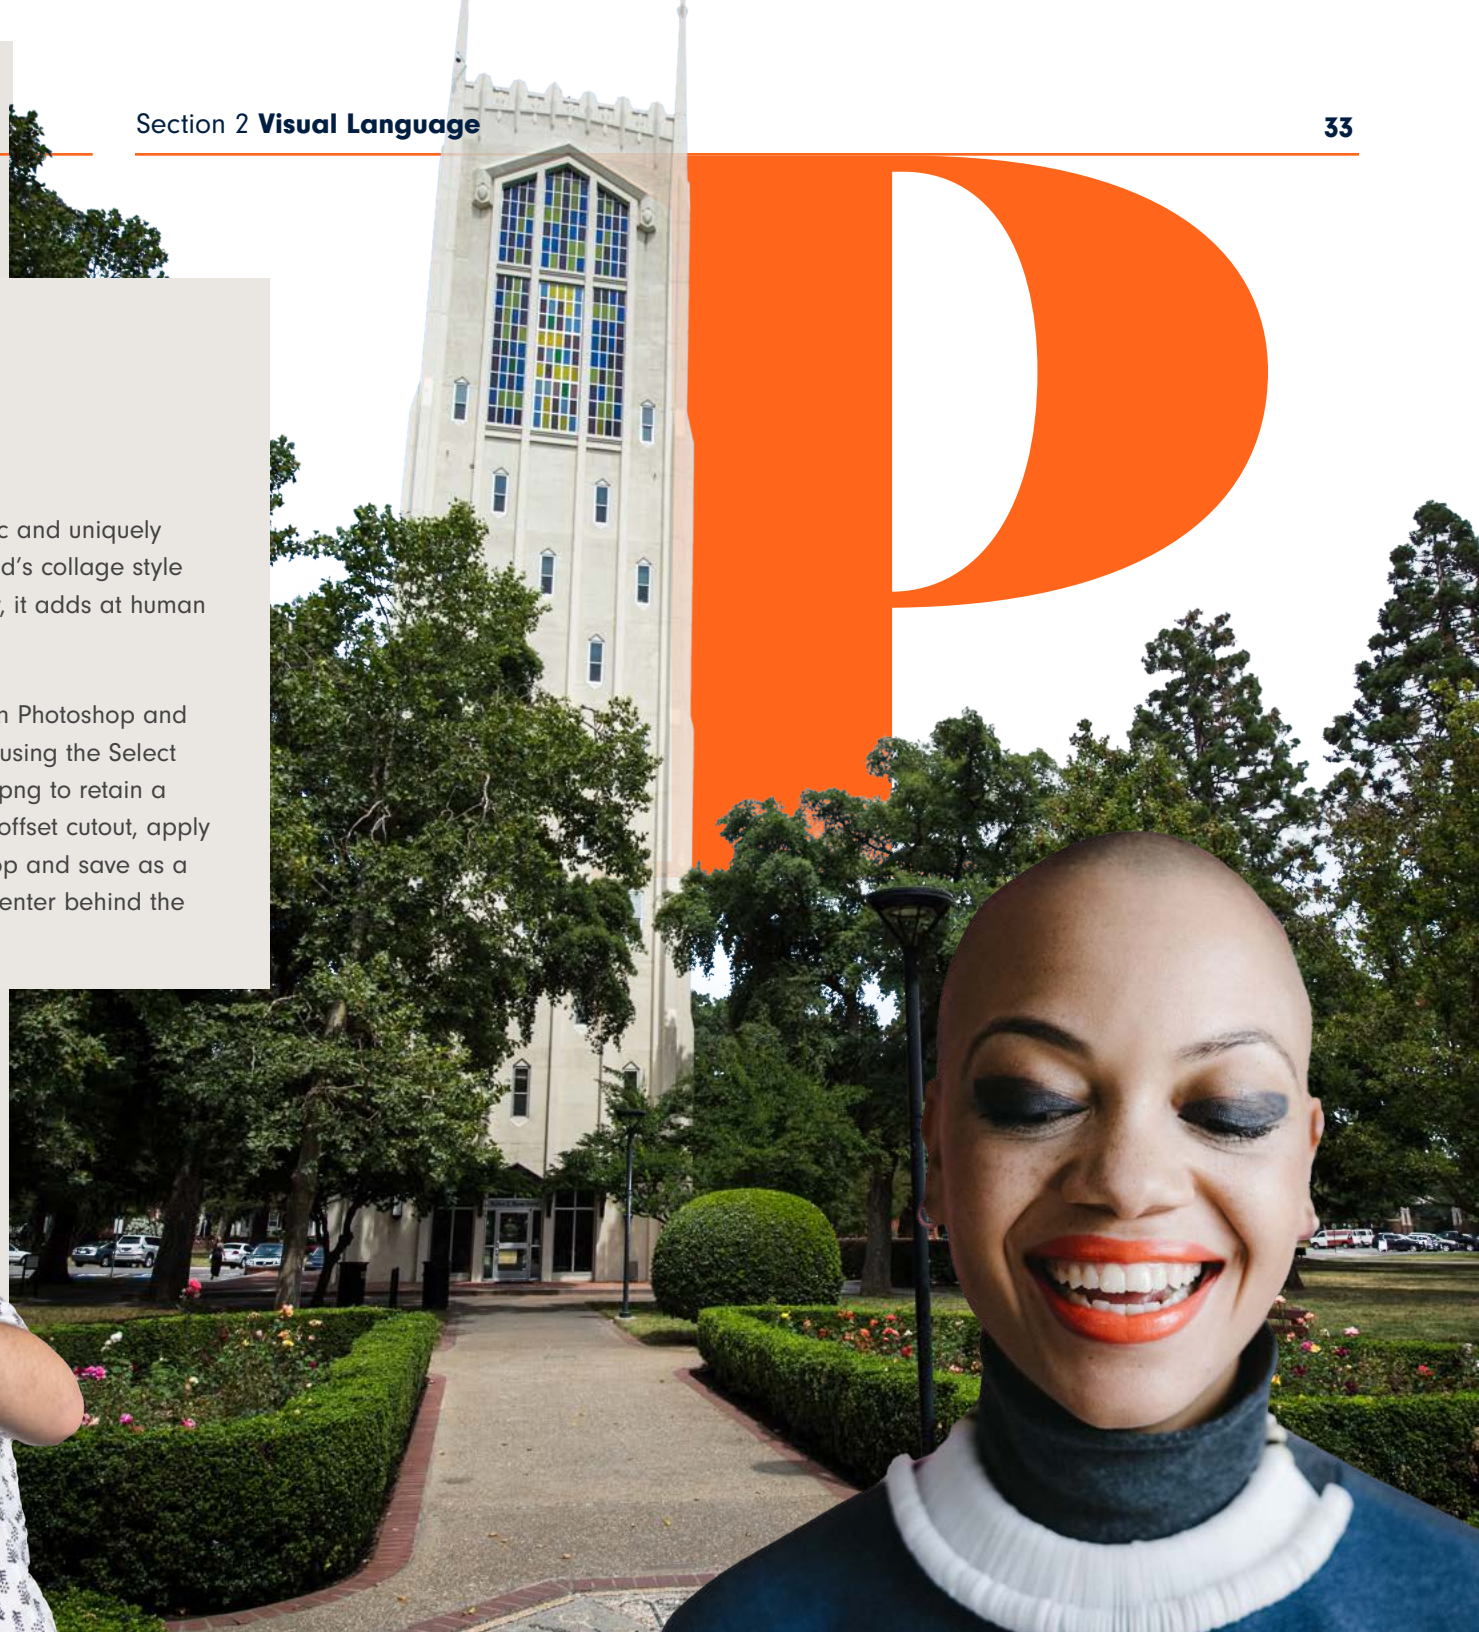 Section 2 Visual Language
33
P
c and uniquely
d’s collage style
, it adds at human
n Photoshop and
using the Select
png to retain a
offset cutout, apply
op and save as a
enter behind the